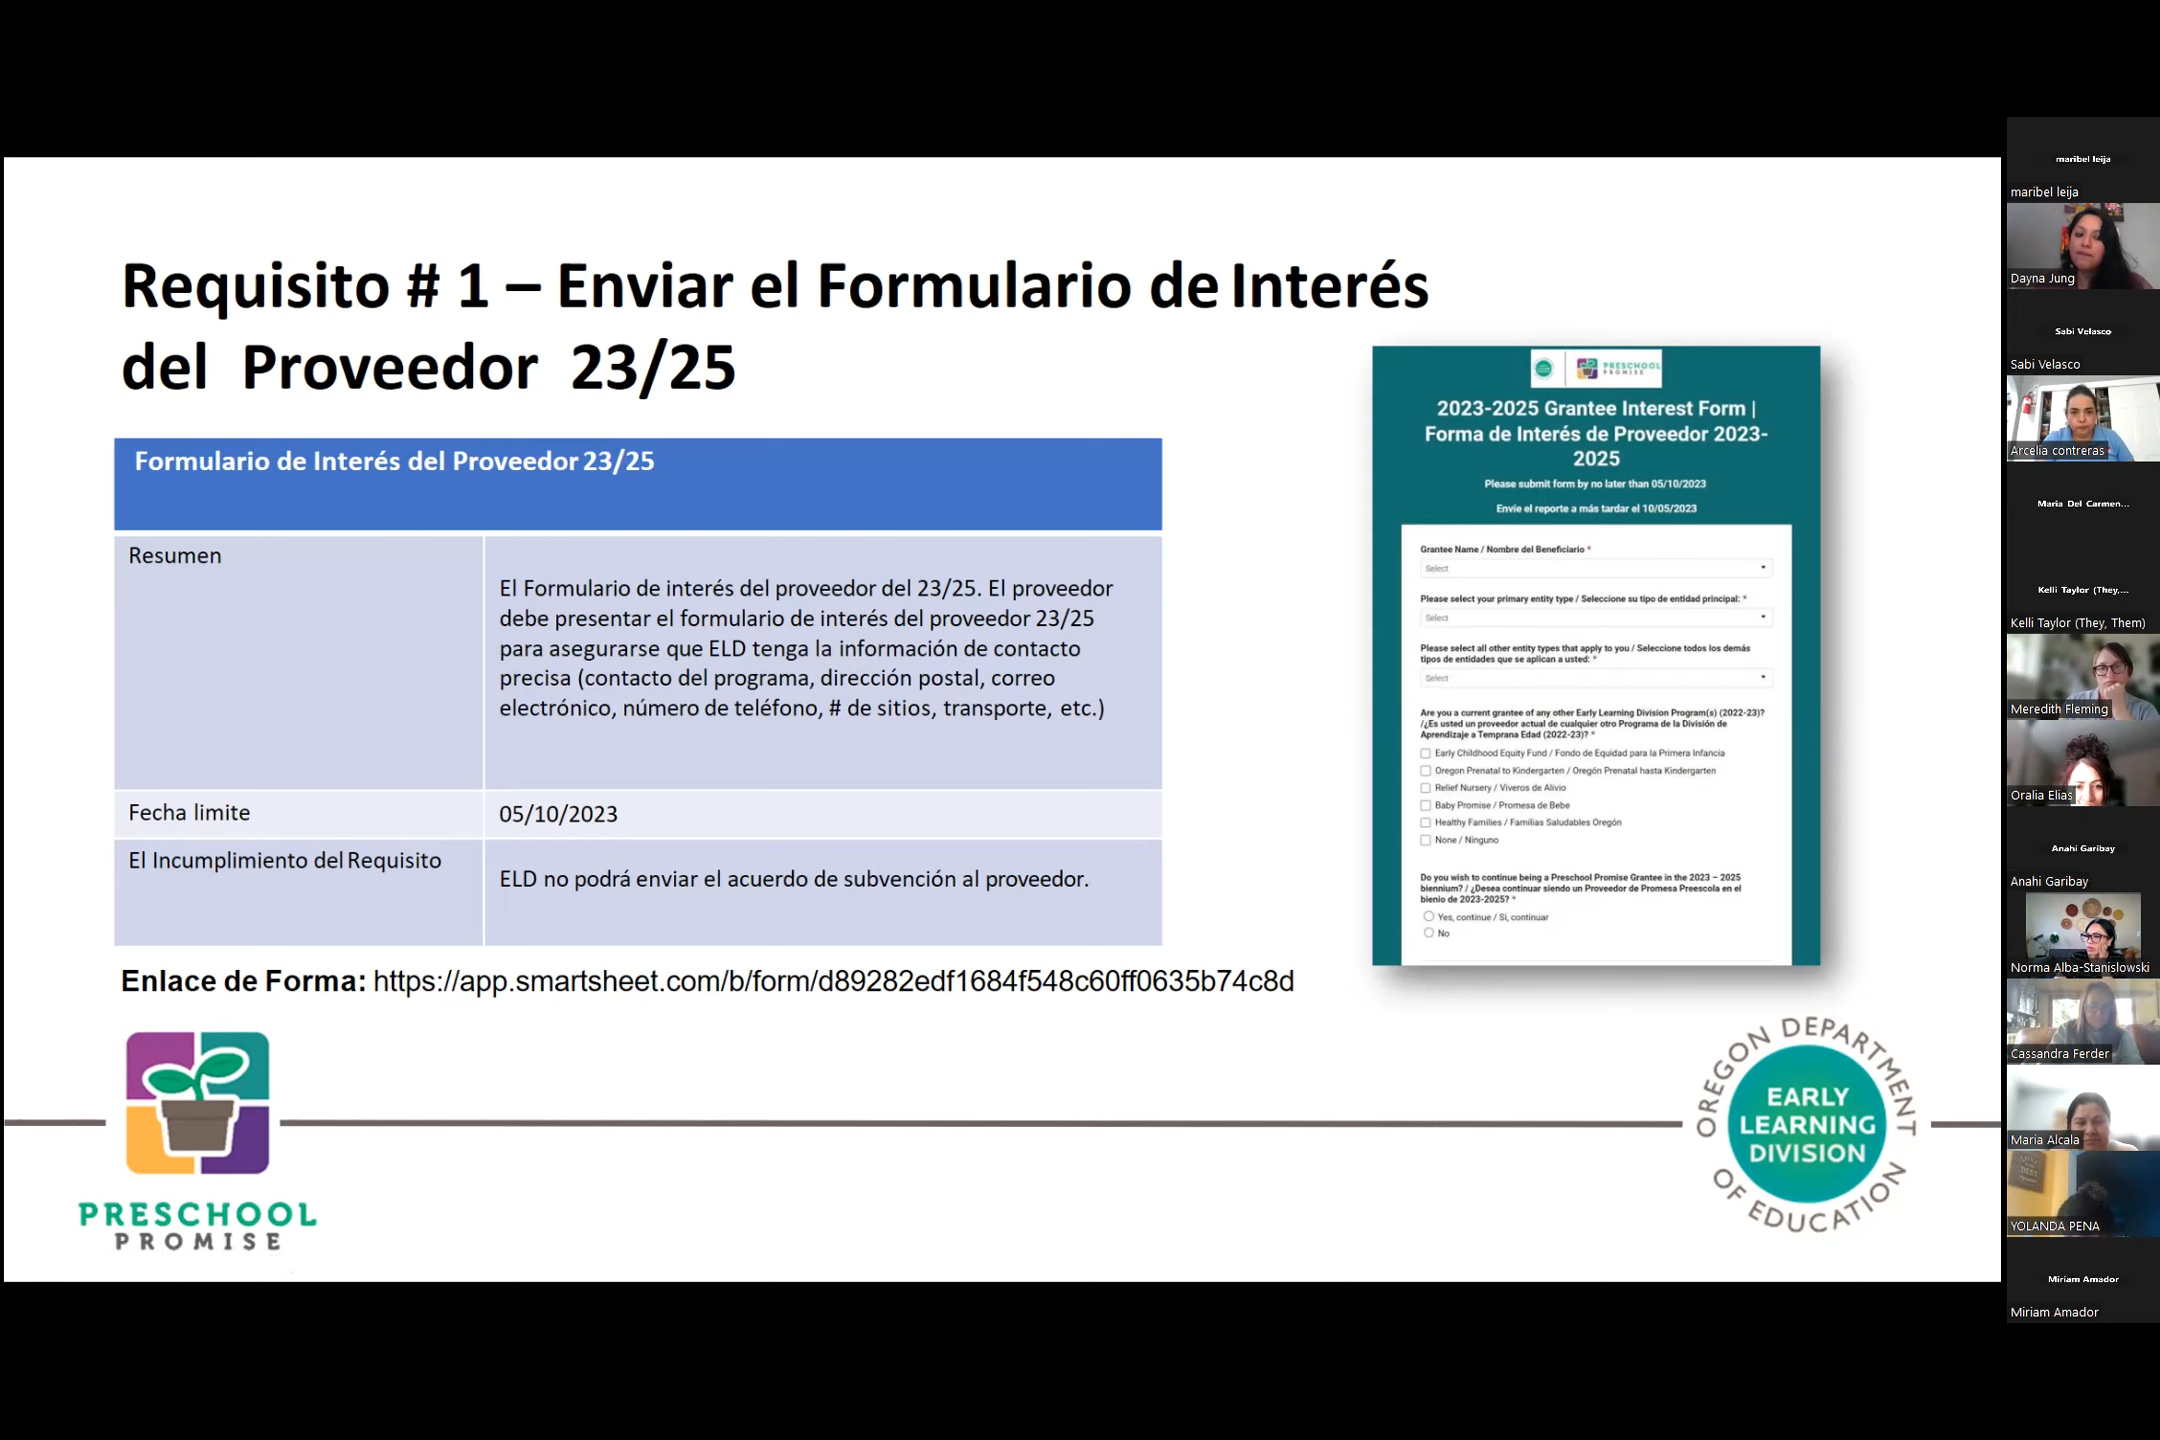 Requisito # 1 – Enviar el Formulario de Interés
del Proveedor 23/25
Formulario de Interés del Proveedor 23/25
Resumen
El Formulario de interés del proveedor del 23/25. El proveedor
debe presentar el formulario de interés del proveedor 23/25
para asegurarse que ELD tenga la información de contacto
precisa (contacto del programa, dirección postal, correo
electrónico, número de teléfono, # de sitios, transporte, etc.)
Fecha limite
05/10/2023
El Incumplimiento del Requisito
ELD no podrá enviar el acuerdo de subvención al proveedor.
Enlace de Forma: https://app.smartsheet.com/b/form/d89282edf1684f548c60ff0635b74c8d
PRESCHOOL
PROMISE
2023-2025 Grantee Interest Form |
Forma de Interés de Proveedor 2023-
2025
Please submit form by no later than 05/10/2023
Envíe el reporte a más tardar el 10/05/2023
Grantee Name / Nombre del Beneficiario *
Select
Please select your primary entity type / Seleccione su tipo de entidad principal: *
Select
Please select all other entity types that apply to you / Seleccione todos los demás
tipos de entidades que se aplican a usted: *
Select
Are you a current grantee of any other Early Learning Division Program(s) (2022-23)?
/¿Es usted un proveedor actual de cualquier otro Programa de la División de
Aprendizaje a Temprana Edad (2022-23)? *
Early Childhood Equity Fund / Fondo de Equidad para la Primera Infancia
Oregon Prenatal to Kindergarten / Oregón Prenatal hasta Kindergarten
Relief Nursery / Viveros de Alivio
Baby Promise / Promesa de Bebe
Healthy Families / Familias Saludables Oregón
None / Ninguno
Do you wish to continue being a Preschool Promise Grantee in the 2023 – 2025
biennium? / ¿Desea continuar siendo un Proveedor de Promesa Preescola en el
bienio de 2023-2025? *
Yes, continue / Si, continuar
No
PRESCHOOL
PROMISE
OREGON DEPARTMENT
EARLY
LEARNING
DIVISION
OF EDUCATION
maribel leija
maribel leija
Dayna Jung
Sabi Velasco
Sabi Velasco
Arcelia contreras
Maria Del Carmen...
Kelli Taylor (They,...
Kelli Taylor (They, Them)
Meredith Fleming
Oralia Elias
Anahi Garibay
Anahi Garibay
Norma Alba-Stanislowski
Cassandra Ferder
Maria Alcala
YOLANDA PENA
Miriam Amador
Miriam Amador